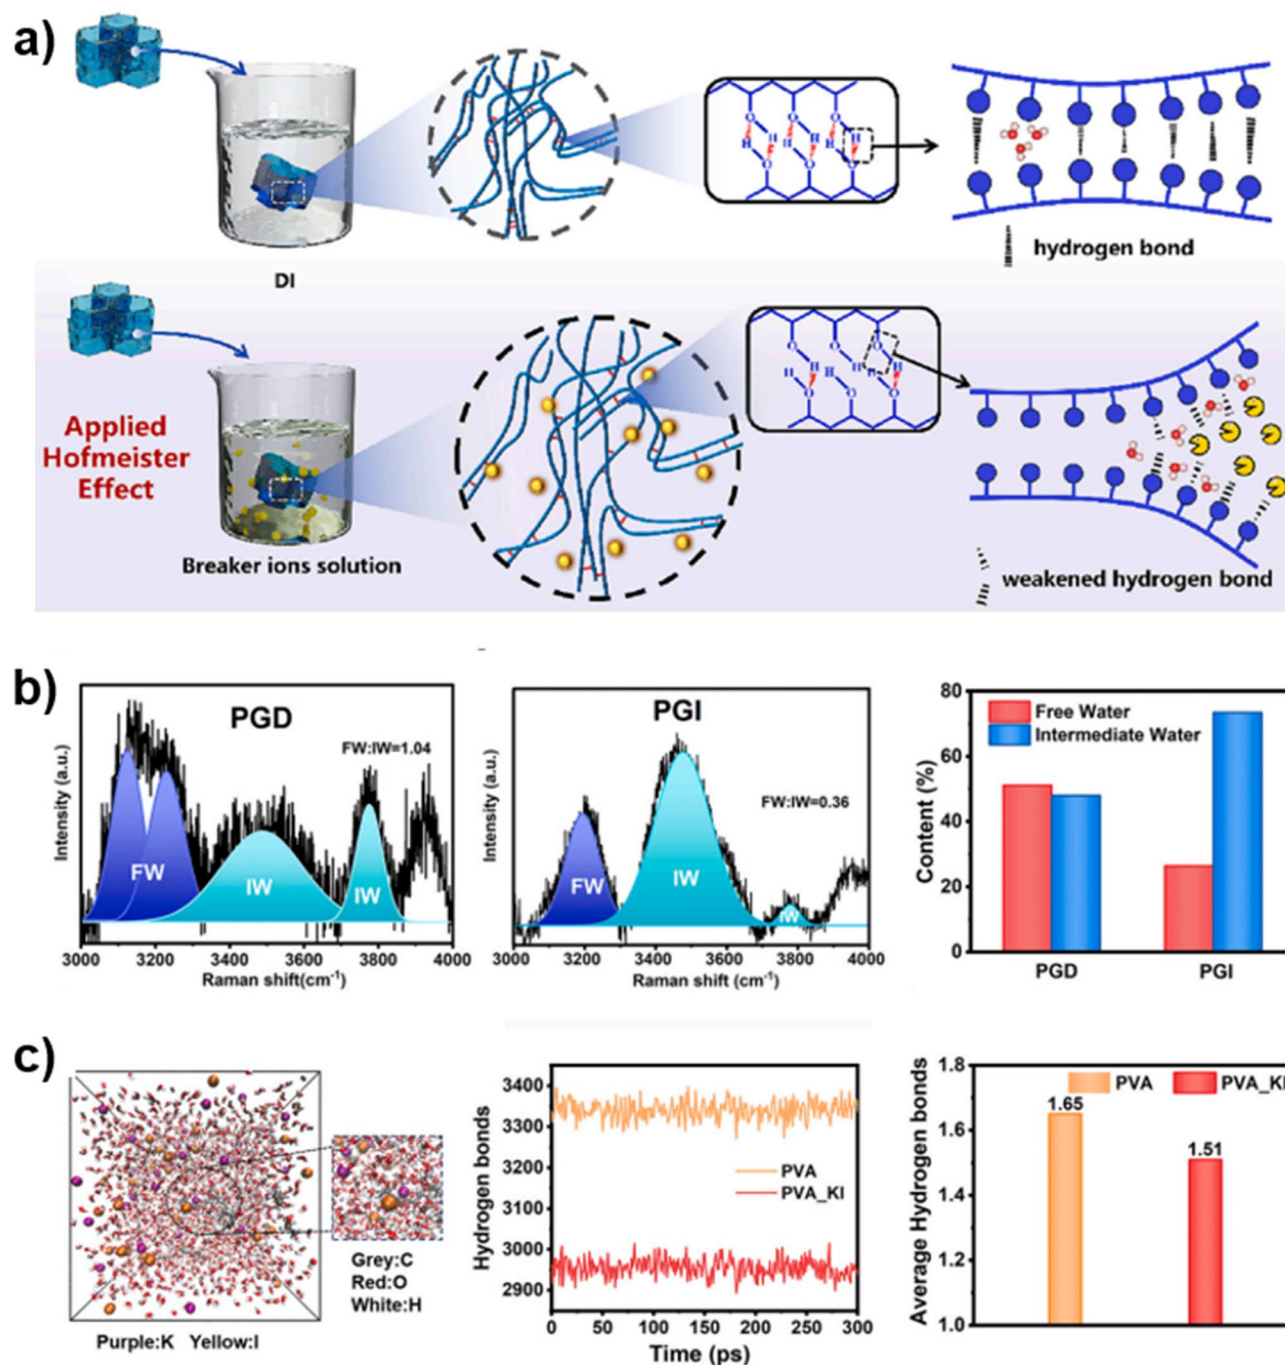 a)
O O O
H H H
H H H
O O O
hydrogen bond
DI
O O O
H H H
H H H
O O O
Applied
Hofmeister
Effect
Breaker ions solution
weakened hydrogen bond
b)
PGD
FW:IW=1.04
FW
IW
IW
Intensity (a.u.)
3000 3200 3400 3600 3800 4000
Raman shift(cm-1)
PGI
FW:IW=0.36
FW
IW
IW
Intensity (a.u.)
3000 3200 3400 3600 3800 4000
Raman shift(cm-1)
80
60
40
20
0
Content (%)
Free Water
Intermediate Water
PGD PGI
c)
Grey:C
Red:O
White:H
Purple:K Yellow:I
Hydrogen bonds
3400
3300
3200
3100
3000
2900
PVA
PVA_KI
0 50 100 150 200 250 300
Time (ps)
Average Hydrogen bonds
1.8
1.6
1.4
1.2
1.0
PVA PVA_KI
1.65
1.51